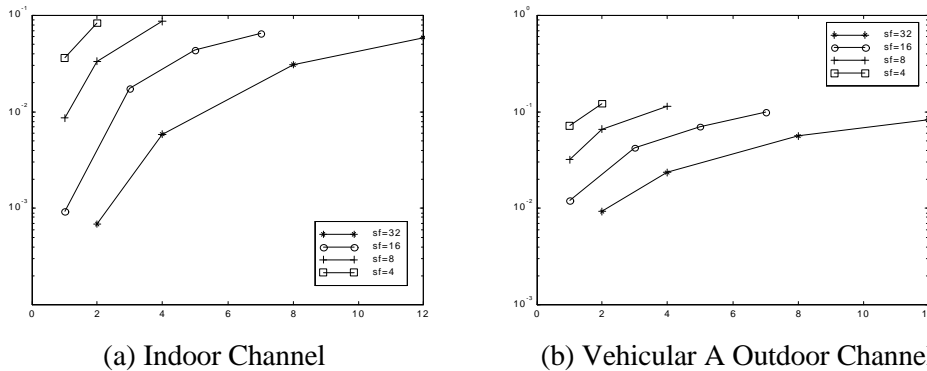 10^-1
10^-2
10^-3
0 2 4 6 8 10 12
sf=32
sf=16
sf=8
sf=4
(a) Indoor Channel
10^0
10^-1
10^-2
10^-3
0 2 4 6 8 10 12
sf=32
sf=16
sf=8
sf=4
(b) Vehicular A Outdoor Channel